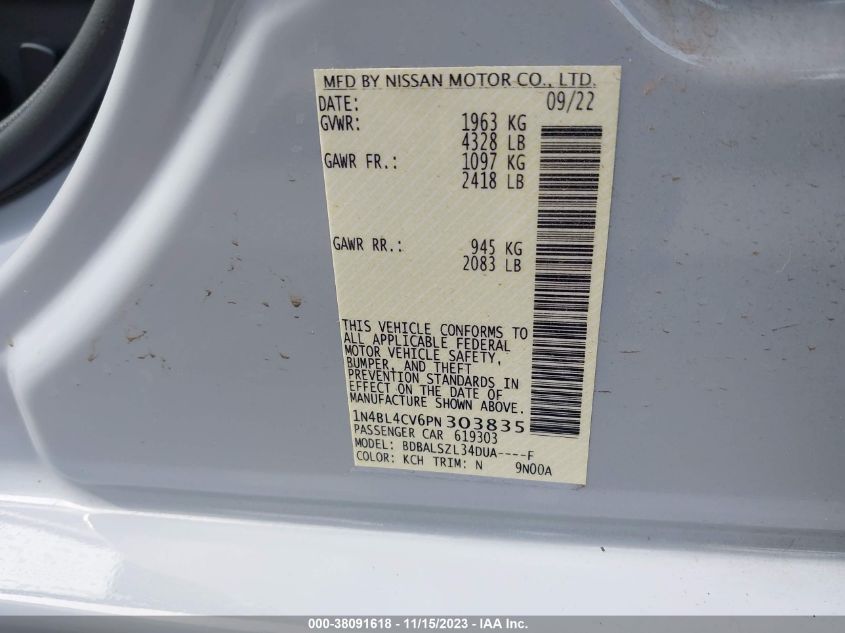 MFD BY NISSAN MOTOR CO., LTD.
DATE: 09/22
GVWR: 1963 KG
4328 LB
GAWR FR.: 1097 KG
2418 LB
GAWR RR.: 945 KG
2083 LB
THIS VEHICLE CONFORMS TO
ALL APPLICABLE FEDERAL
MOTOR VEHICLE SAFETY,
BUMPER, AND THEFT
PREVENTION STANDARDS IN
EFFECT ON THE DATE OF
MANUFACTURE SHOWN ABOVE.
1N4BL4CV6PN 303835
PASSENGER CAR 619303
MODEL: BDBALSZL34DUA----F
COLOR: KCH TRIM: N 9N00A
000-38091618 - 11/15/2023 - IAA Inc.